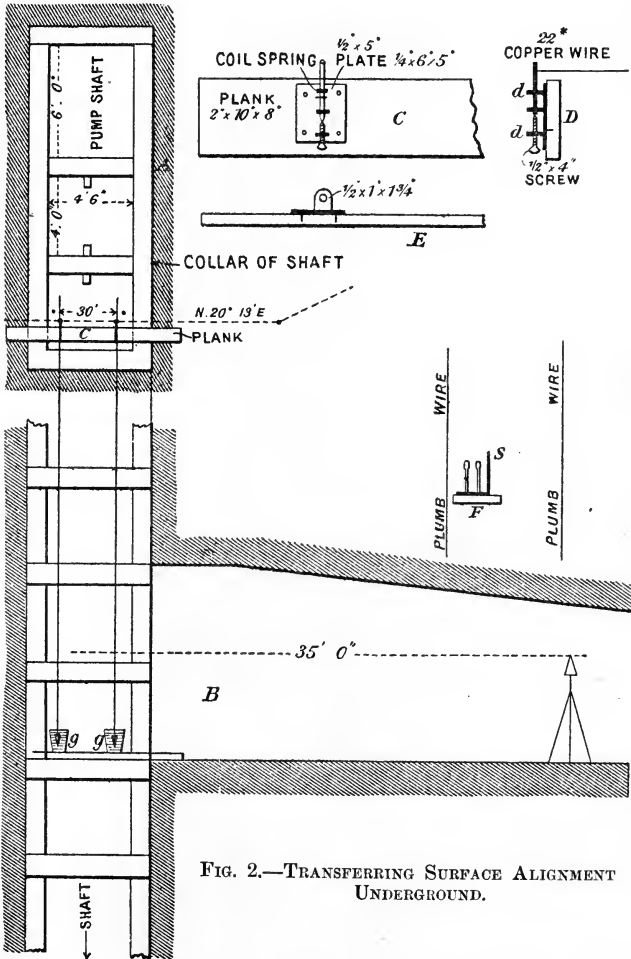 6' 0"
PUMP SHAFT
4' 6"
4' 0"
COLLAR OF SHAFT
30'
N. 20° 13' E
C
PLANK
COIL SPRING
½" x 5"
PLATE ¼" x 6" x 5"
PLANK
2" x 10" x 8"
C
22"
COPPER WIRE
d
d
D
½" x 4"
SCREW
½ x 1" x 1¾"
E
PLUMB WIRE
S
F
PLUMB WIRE
35' 0"
B
g
g
SHAFT
FIG. 2.—TRANSFERRING SURFACE ALIGNMENT
UNDERGROUND.